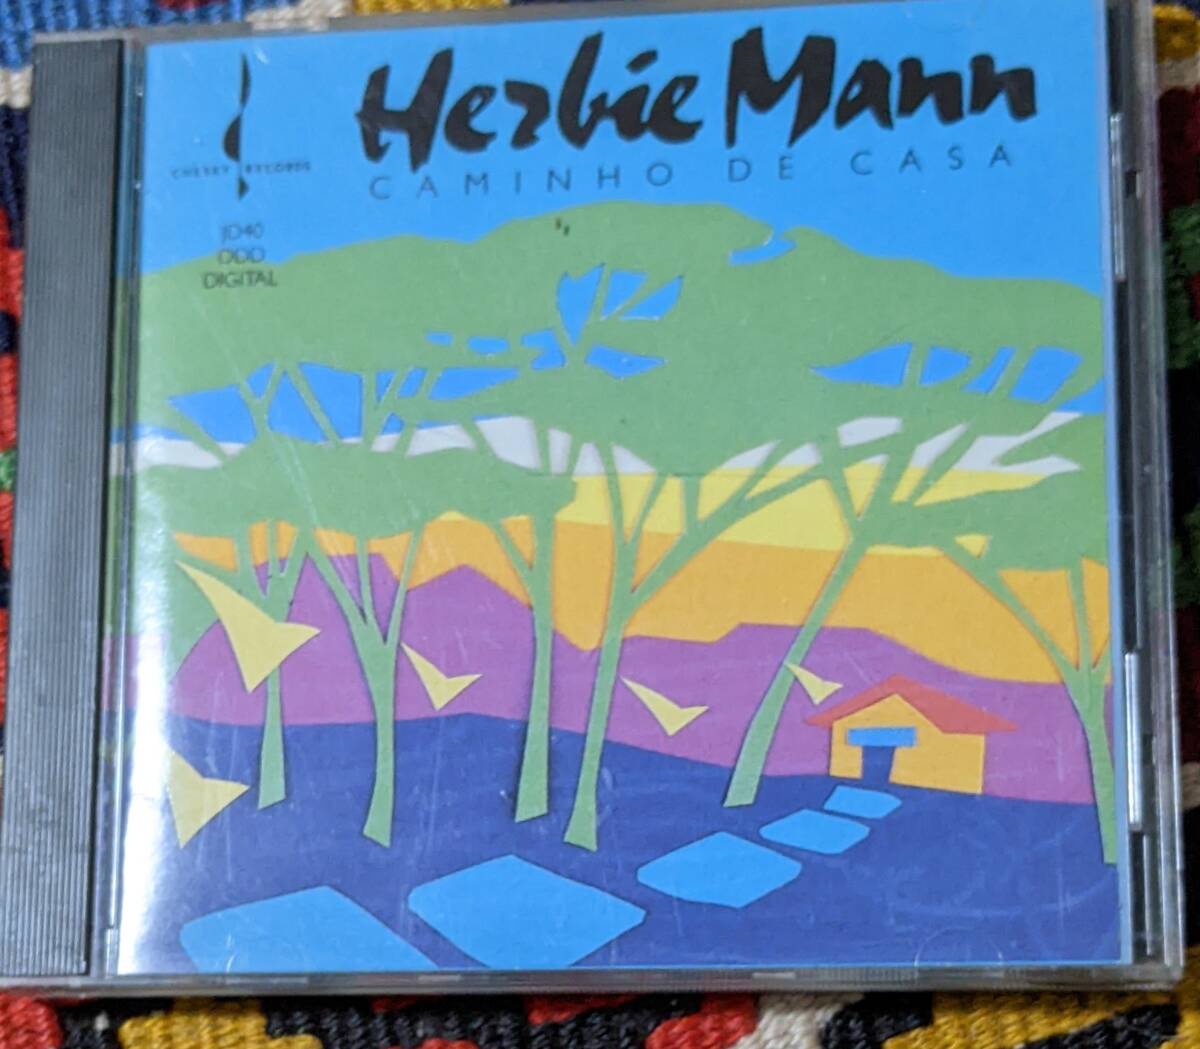 Herbie Mann
CAMINHO DE CASA
CHESKY RECORDS
JD40
DDD
DIGITAL